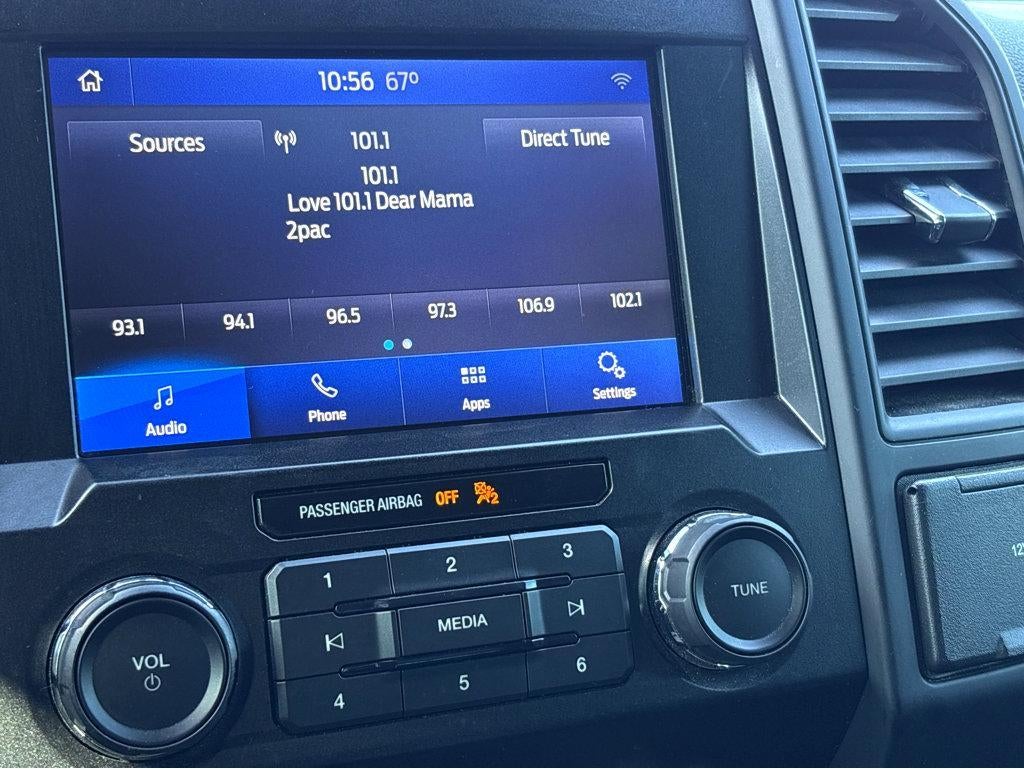 10:56 67°
Sources
101.1
Direct Tune
101.1
Love 101.1 Dear Mama
2pac
93.1
94.1
96.5
97.3
106.9
102.1
Audio
Phone
Apps
Settings
PASSENGER AIRBAG OFF 2
1
2
3
MEDIA
4
5
6
VOL
TUNE